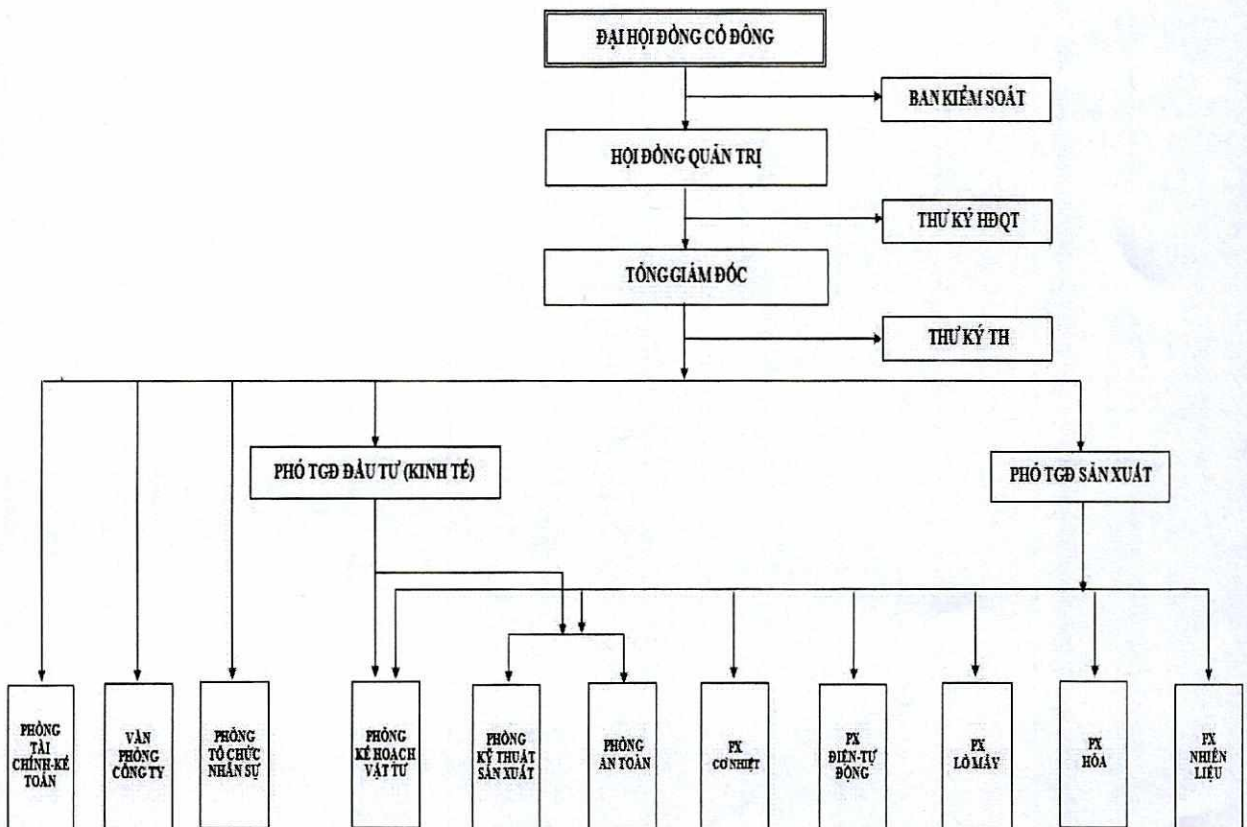 ĐẠI HỘI ĐỒNG CỔ ĐÔNG
BAN KIỂM SOÁT
HỘI ĐỒNG QUẢN TRỊ
THƯ KÝ HĐQT
TỔNG GIÁM ĐỐC
THƯ KÝ TH
PHÓ TGĐ ĐẦU TƯ (KINH TẾ)
PHÓ TGĐ SẢN XUẤT
PHÒNG
TÀI
CHÍNH-KẾ
TOÁN
VĂN
PHÒNG
CÔNG TY
PHÒNG
TỔ CHỨC
NHÂN SỰ
PHÒNG
KẾ HOẠCH
VẬT TƯ
PHÒNG
KỸ THUẬT
SẢN XUẤT
PHÒNG
AN TOÀN
PX
CƠ NHIỆT
PX
ĐIỆN-TỰ
ĐỘNG
PX
LÒ MÁY
PX
HÓA
PX
NHIÊN
LIỆU